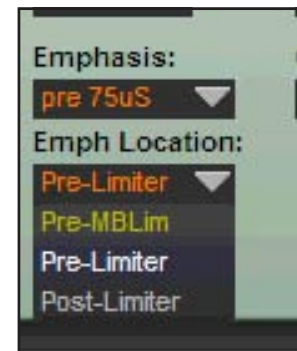 Emphasis:
pre 75uS
Emph Location:
Pre-Limiter
Pre-MBLim
Pre-Limiter
Post-Limiter